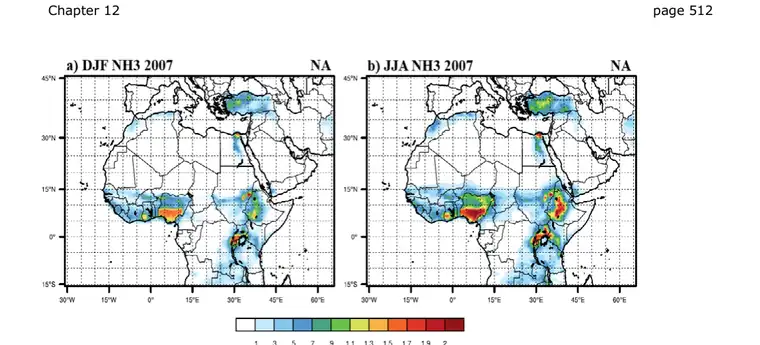 Chapter 12 page 512
a) DJF NH3 2007 NA
b) JJA NH3 2007 NA
45°N 30°N 15°N 0° 15°S
30°W 15°W 0° 15°E 30°E 45°E 60°E
45°N 30°N 15°N 0° 15°S
30°W 15°W 0° 15°E 30°E 45°E 60°E
1 3 5 7 9 11 13 15 17 19 2